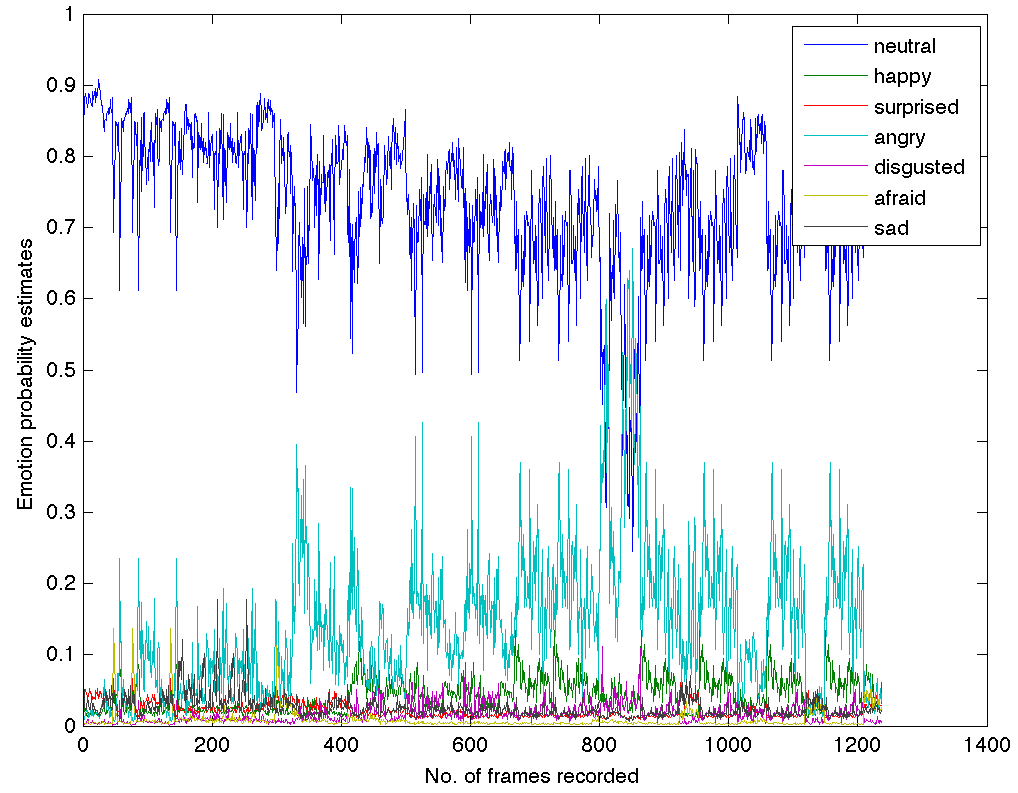 1
0.9
0.8
0.7
0.6
0.5
0.4
0.3
0.2
0.1
0
0 200 400 600 800 1000 1200 1400
Emotion probability estimates
No. of frames recorded
neutral
happy
surprised
angry
disgusted
afraid
sad